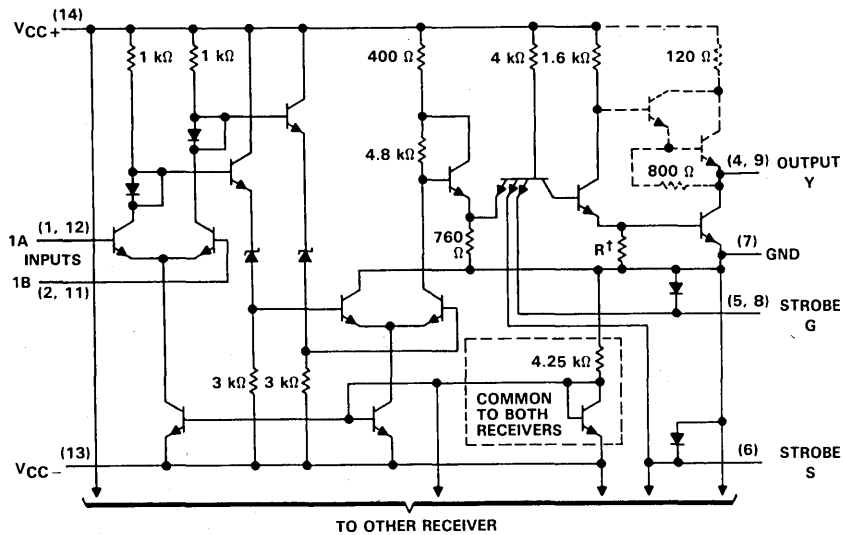 VCC+ (14)
1 kΩ
1 kΩ
400 Ω
4 kΩ
1.6 kΩ
120 Ω
4.8 kΩ
800 Ω
(4, 9) OUTPUT
Y
1A (1, 12)
INPUTS
1B (2, 11)
760
Ω
R†
(7) GND
(5, 8) STROBE
G
3 kΩ
3 kΩ
4.25 kΩ
COMMON
TO BOTH
RECEIVERS
VCC− (13)
(6) STROBE
S
TO OTHER RECEIVER